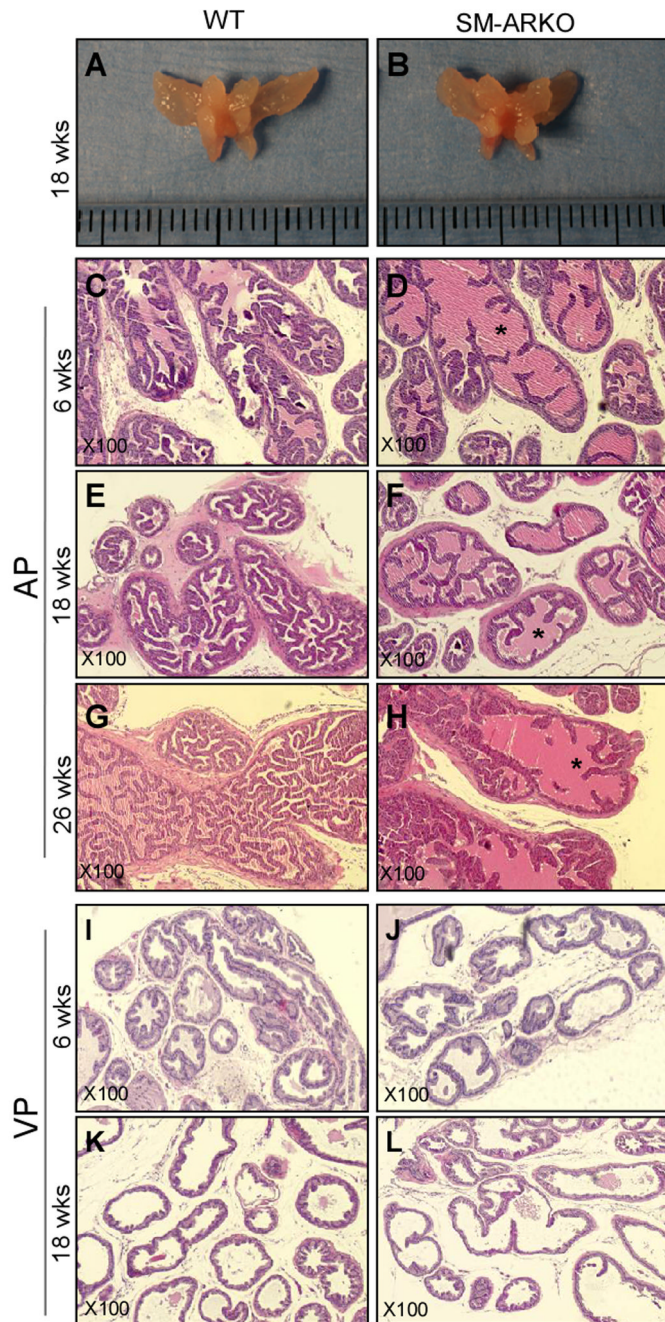 WT SM-ARKO
A B
18 wks
C D
6 wks
* 
X100 X100
E F
AP
18 wks
*
X100 X100
G H
26 wks
*
X100 X100
I J
6 wks
X100 X100
VP
K L
18 wks
X100 X100